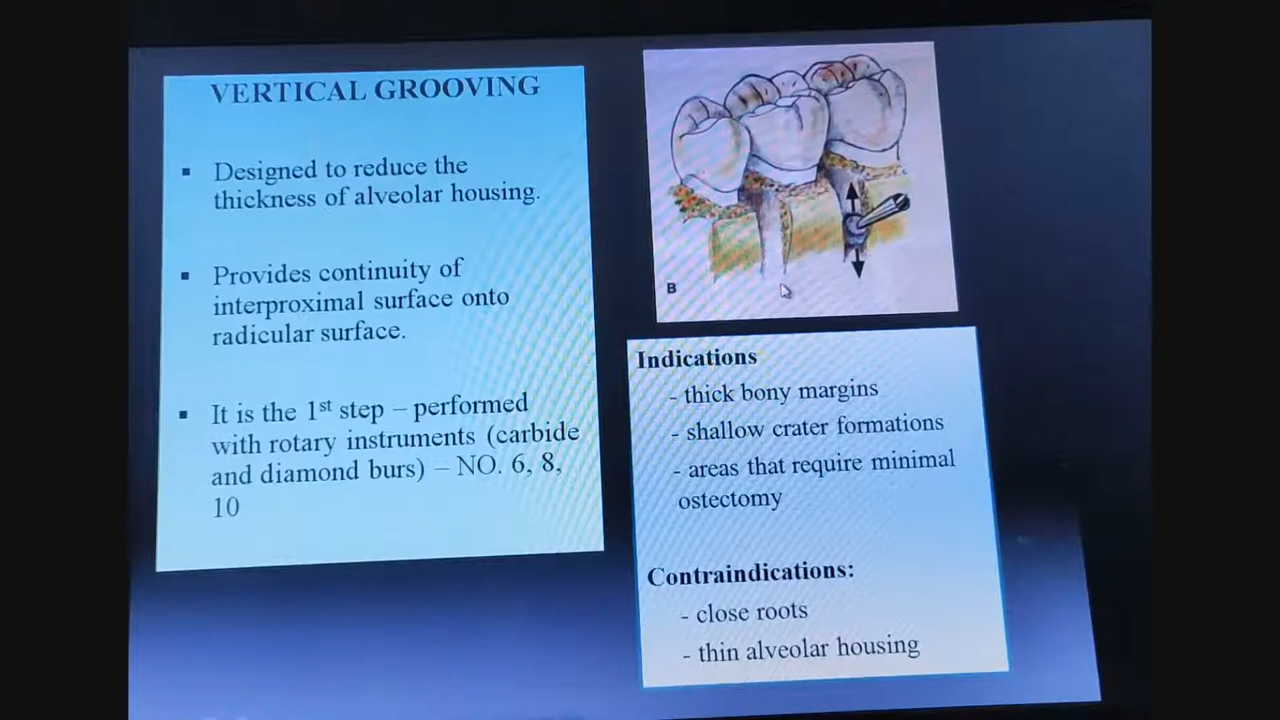 VERTICAL GROOVING
▪ Designed to reduce the
thickness of alveolar housing.
▪ Provides continuity of
interproximal surface onto
radicular surface.
▪ It is the 1st step – performed
with rotary instruments (carbide
and diamond burs) – NO. 6, 8,
10
B
Indications
- thick bony margins
- shallow crater formations
- areas that require minimal
ostectomy
Contraindications:
- close roots
- thin alveolar housing